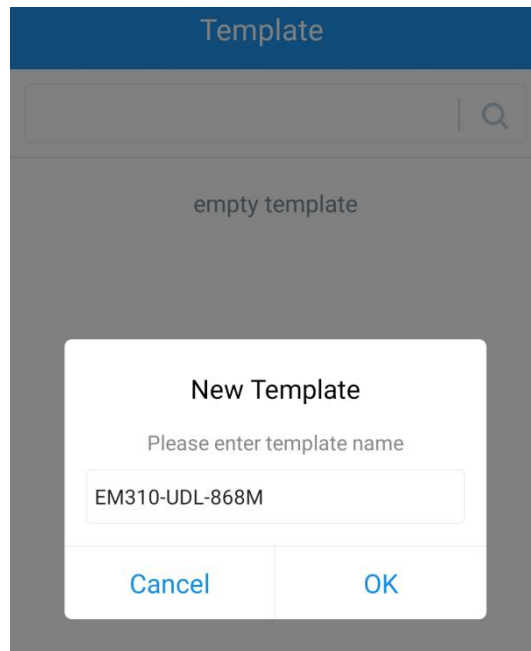 Template
empty template
New Template
Please enter template name
EM310-UDL-868M
Cancel OK